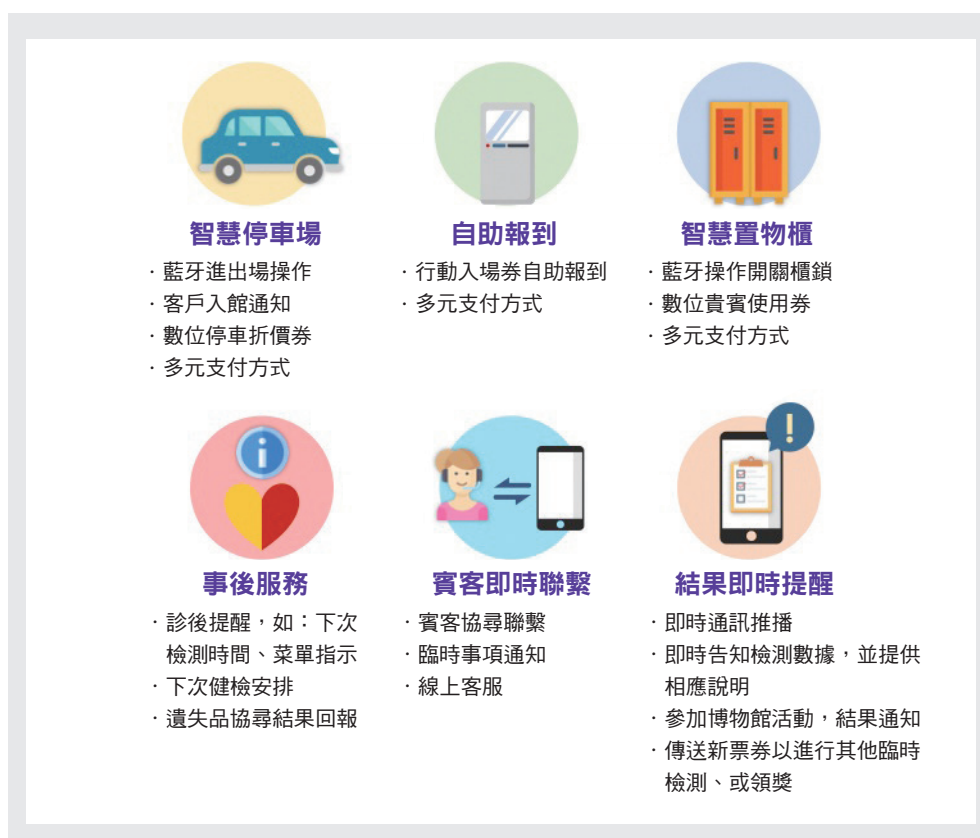 智慧停車場
·藍牙進出場操作
·客戶入館通知
·數位停車折價券
·多元支付方式
自助報到
·行動入場券自助報到
·多元支付方式
智慧置物櫃
·藍牙操作開關櫃鎖
·數位貴賓使用券
·多元支付方式
事後服務
·診後提醒，如：下次
檢測時間、菜單指示
·下次健檢安排
·遺失品協尋結果回報
賓客即時聯繫
·賓客協尋聯繫
·臨時事項通知
·線上客服
結果即時提醒
·即時通訊推播
·即時告知檢測數據，並提供
相應說明
·參加博物館活動，結果通知
·傳送新票券以進行其他臨時
檢測、或領獎